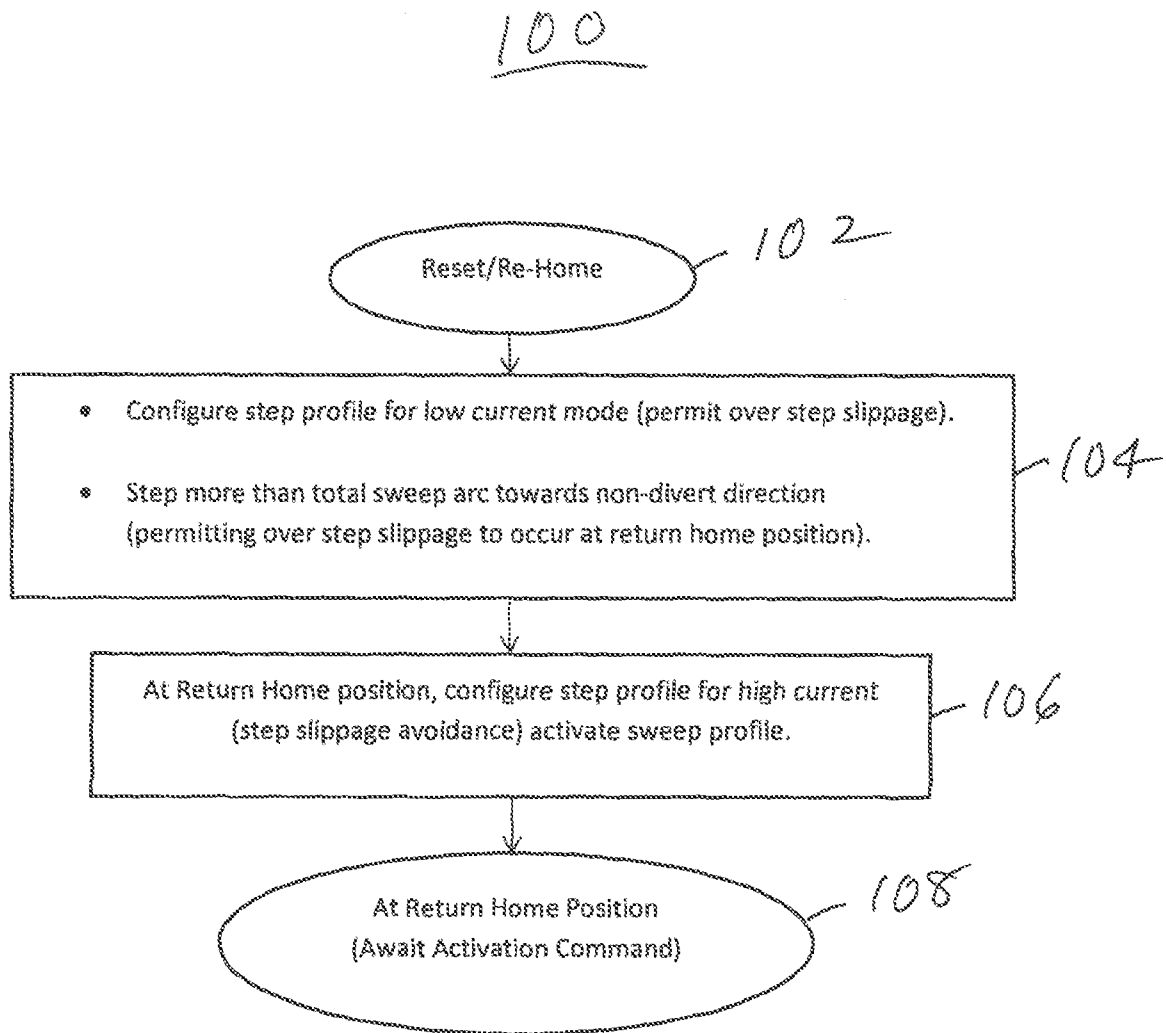 100
Reset/Re-Home
102
• Configure step profile for low current mode (permit over step slippage).
• Step more than total sweep arc towards non-divert direction
(permitting over step slippage to occur at return home position).
104
At Return Home position, configure step profile for high current
(step slippage avoidance) activate sweep profile.
106
At Return Home Position
(Await Activation Command)
108